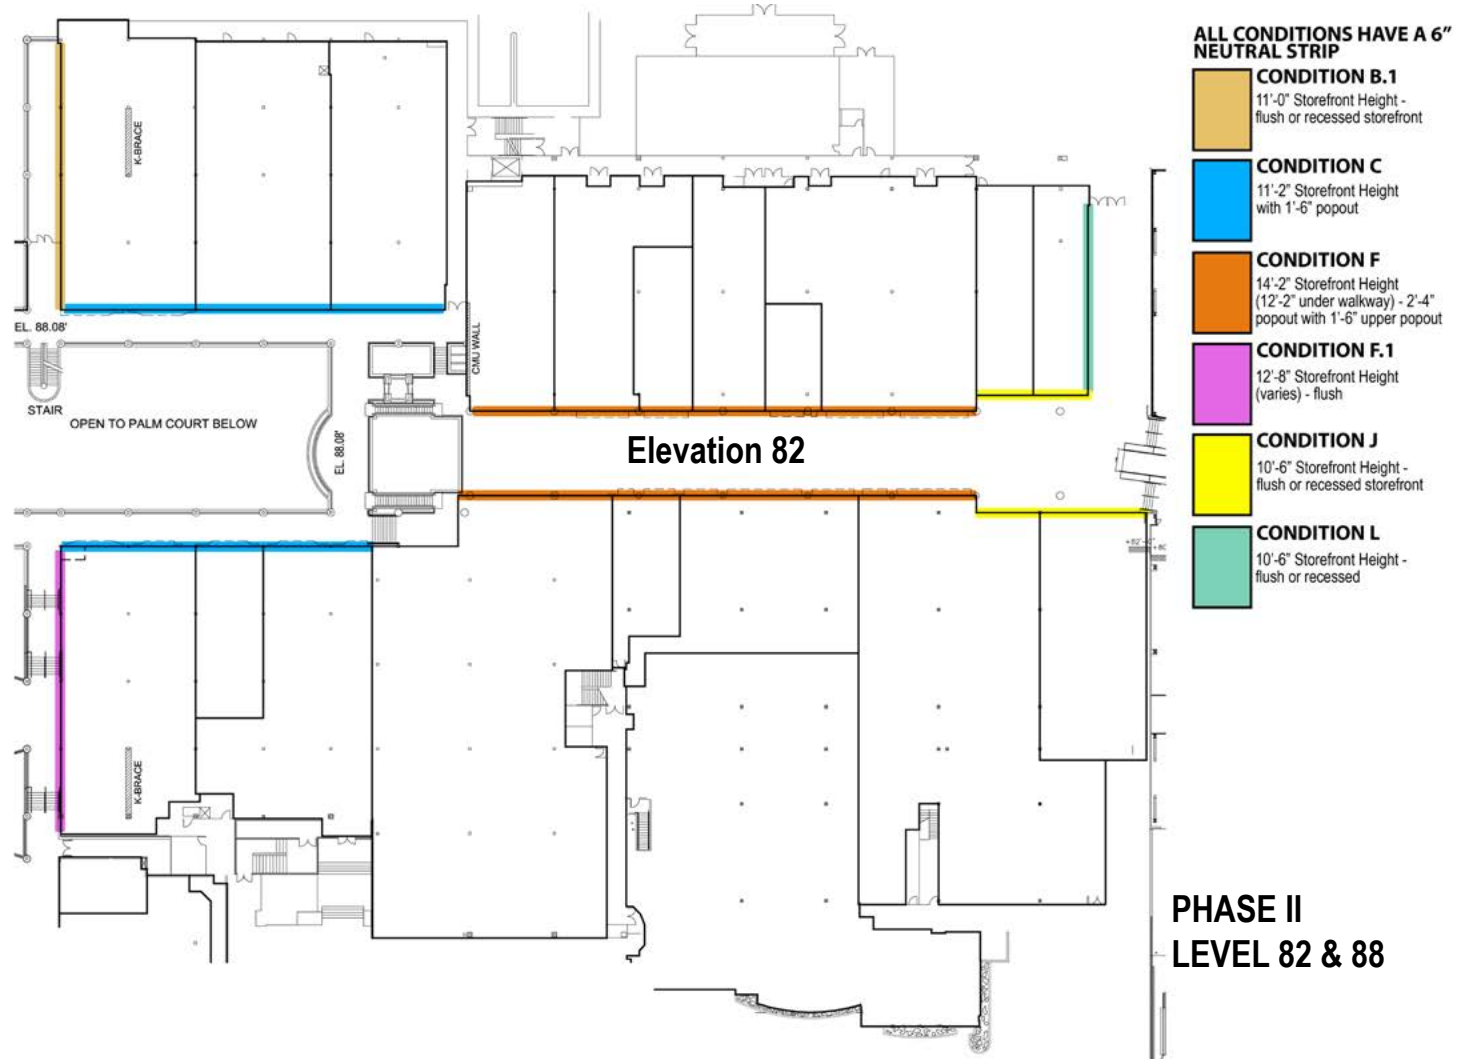 ALL CONDITIONS HAVE A 6”
NEUTRAL STRIP
CONDITION B.1
11’-0” Storefront Height -
flush or recessed storefront
CONDITION C
11’-2” Storefront Height
with 1’-6” popout
CONDITION F
14’-2” Storefront Height
(12’-2” under walkway) - 2’-4”
popout with 1’-6” upper popout
CONDITION F.1
12’-8” Storefront Height
(varies) - flush
CONDITION J
10’-6” Storefront Height -
flush or recessed storefront
CONDITION L
10’-6” Storefront Height -
flush or recessed
K-BRACE
EL. 88.08'
STAIR
OPEN TO PALM COURT BELOW
EL. 88.08'
CMU WALL
Elevation 82
K-BRACE
PHASE II
LEVEL 82 & 88